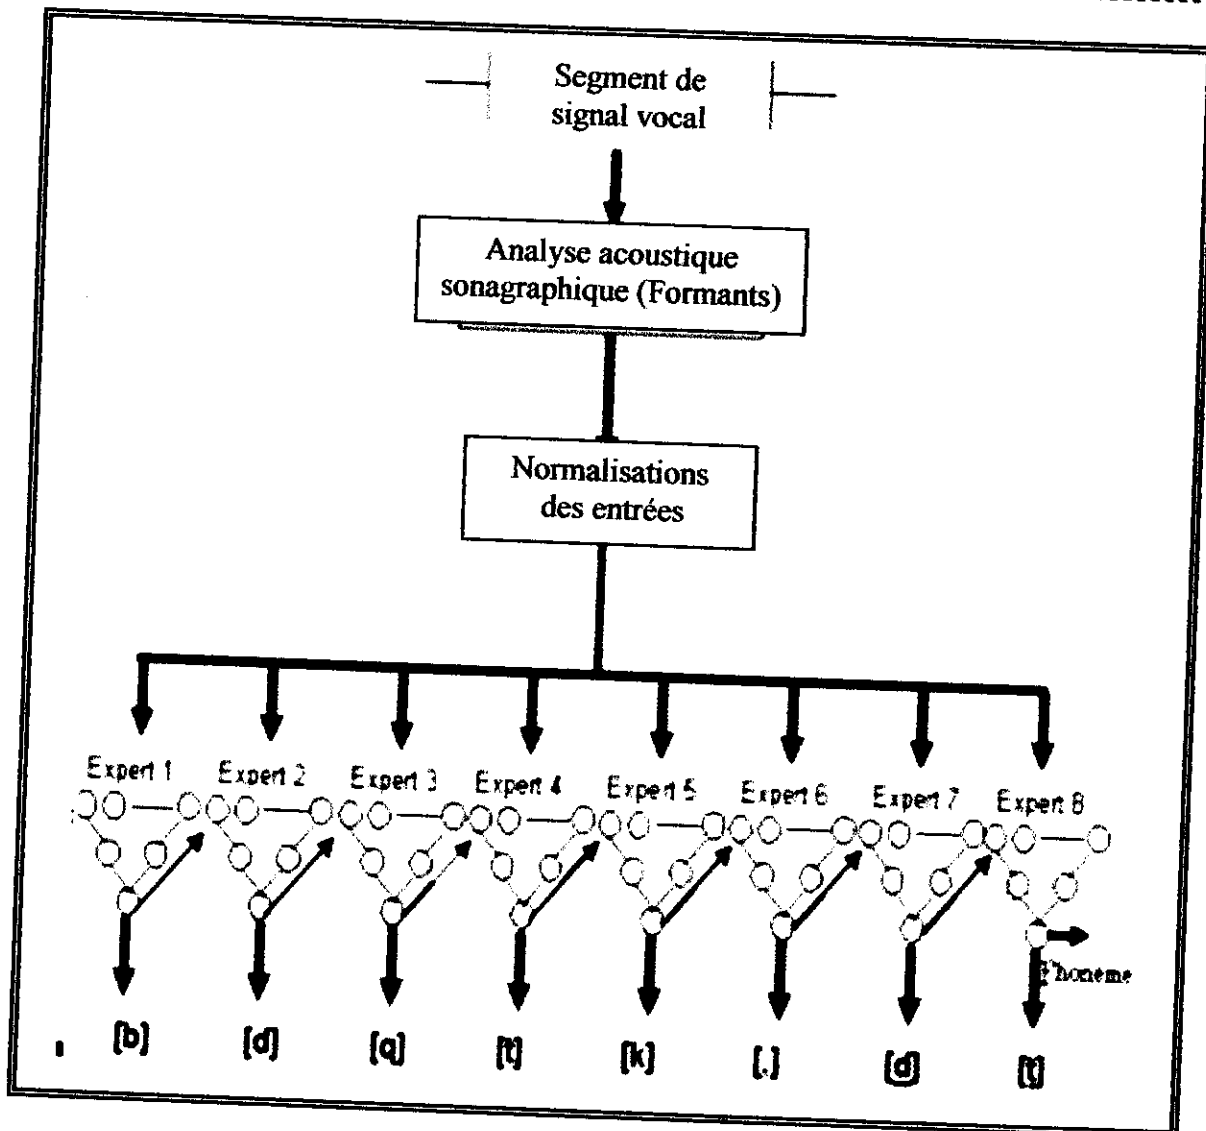 Segment de
signal vocal
Analyse acoustique
sonagraphique (Formants)
Normalisations
des entrées
Expert 1 Expert 2 Expert 3 Expert 4 Expert 5 Expert 6 Expert 7 Expert 8
Phoneme
[b] [d] [q] [t] [k] [.] [d] [t]